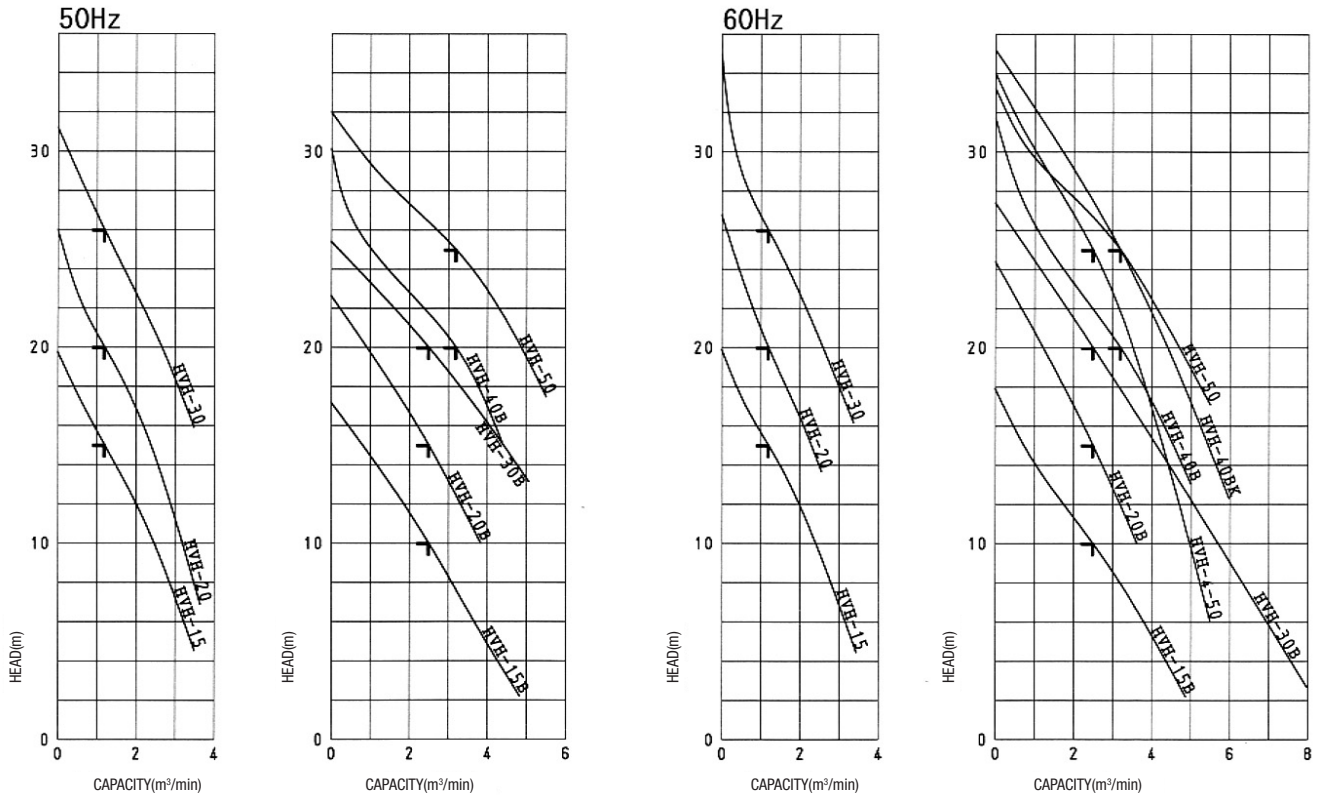 50Hz
30
20
10
0
0
2
4
HEAD(m)
CAPACITY(m³/min)
HVH-30
HVH-20
HVH-15
30
20
10
0
0
2
4
6
HEAD(m)
CAPACITY(m³/min)
HVH-50
HVH-40B
HVH-30B
HVH-20B
HVH-15B
60Hz
30
20
10
0
0
2
4
HEAD(m)
CAPACITY(m³/min)
HVH-30
HVH-20
HVH-15
30
20
10
0
0
2
4
6
8
HEAD(m)
CAPACITY(m³/min)
HVH-50
HVH-40BK
HVH-40B
HVH-20B
HVH-4-50
HVH-30B
HVH-15B